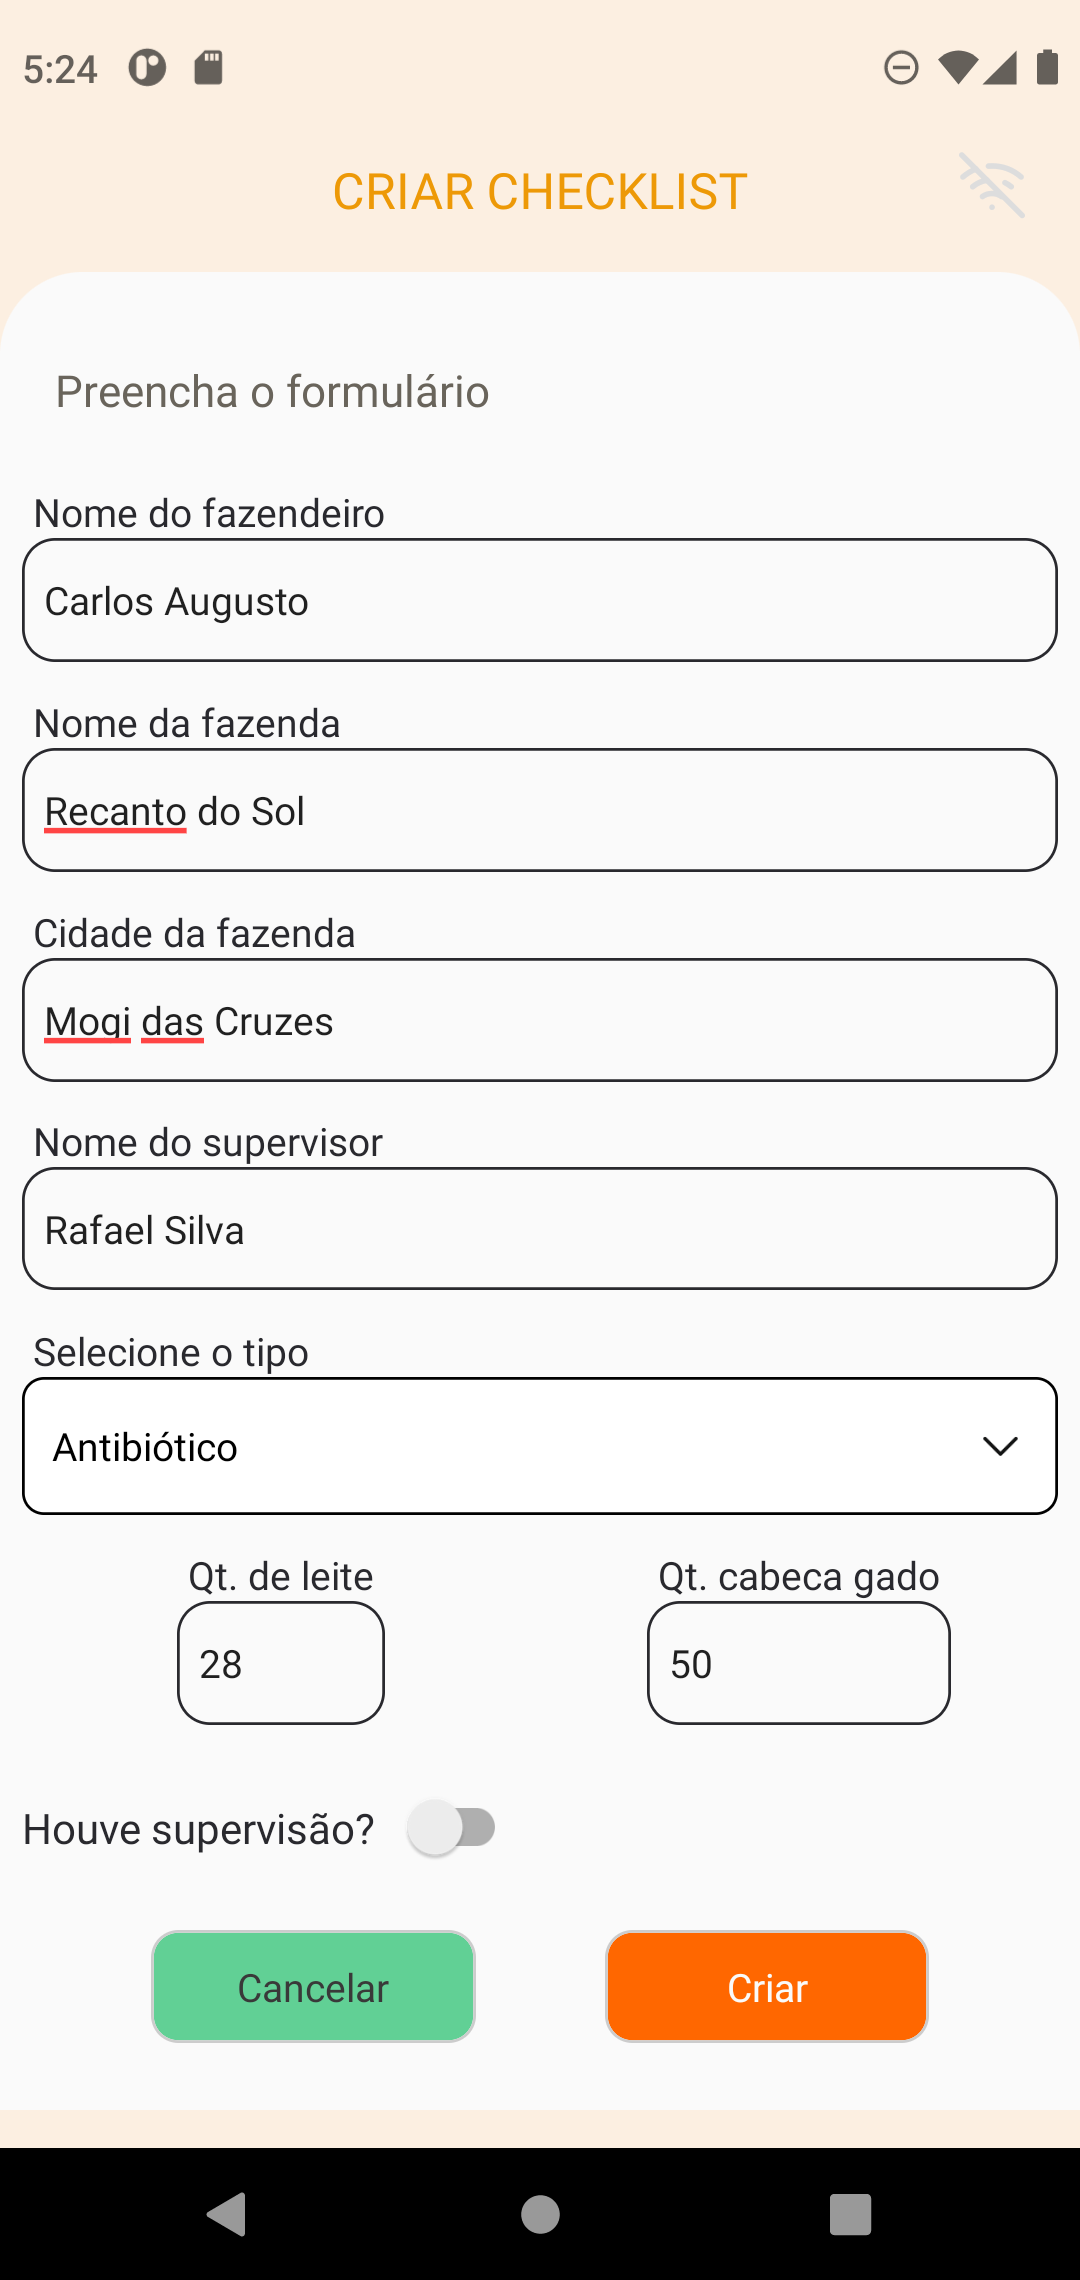 5:24
CRIAR CHECKLIST
Preencha o formulário
Nome do fazendeiro
Carlos Augusto
Nome da fazenda
Recanto do Sol
Cidade da fazenda
Mogi das Cruzes
Nome do supervisor
Rafael Silva
Selecione o tipo
Antibiótico
Qt. de leite
Qt. cabeca gado
28
50
Houve supervisão?
Cancelar
Criar